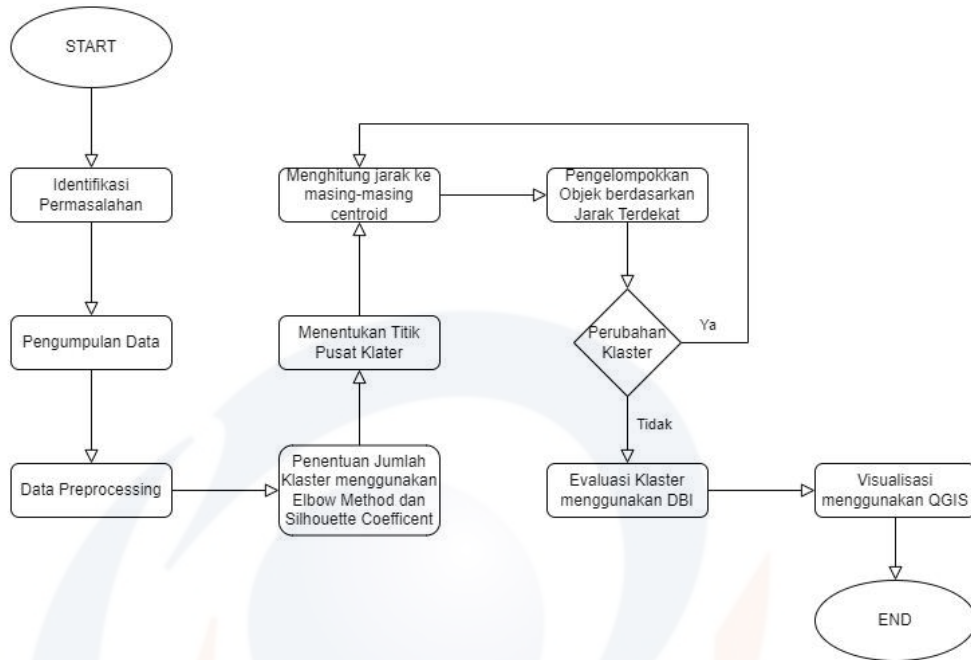 START
Identifikasi
Permasalahan
Pengumpulan Data
Data Preprocessing
Penentuan Jumlah
Klaster menggunakan
Elbow Method dan
Silhouette Coefficent
Menentukan Titik
Pusat Klater
Menghitung jarak ke
masing-masing
centroid
Pengelompokkan
Objek berdasarkan
Jarak Terdekat
Perubahan
Klaster
Ya
Tidak
Evaluasi Klaster
menggunakan DBI
Visualisasi
menggunakan QGIS
END